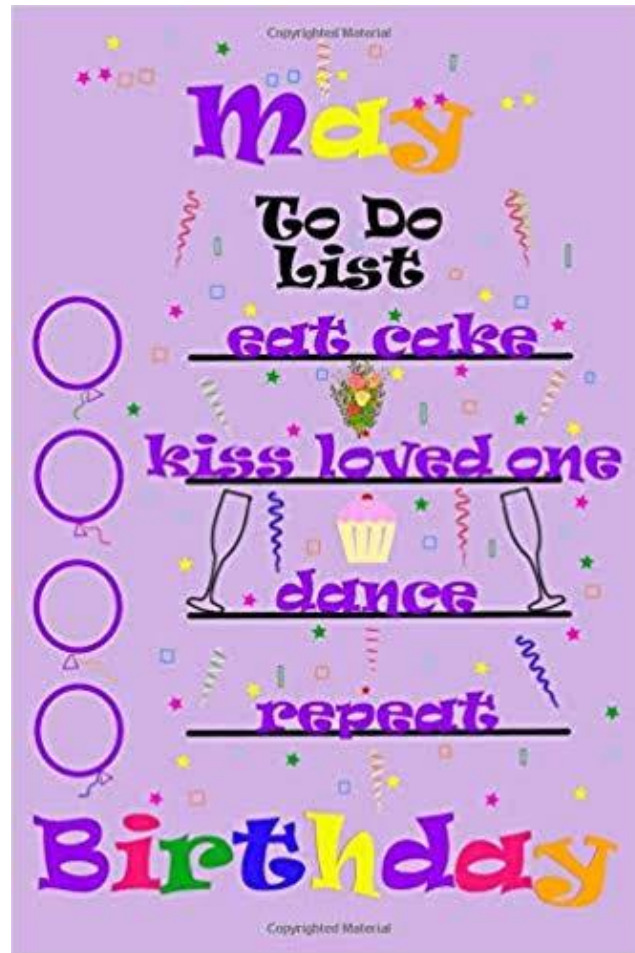 Copyrighted Material
May
To Do
List
eat cake
kiss loved one
dance
repeat
Birthday
Copyrighted Material